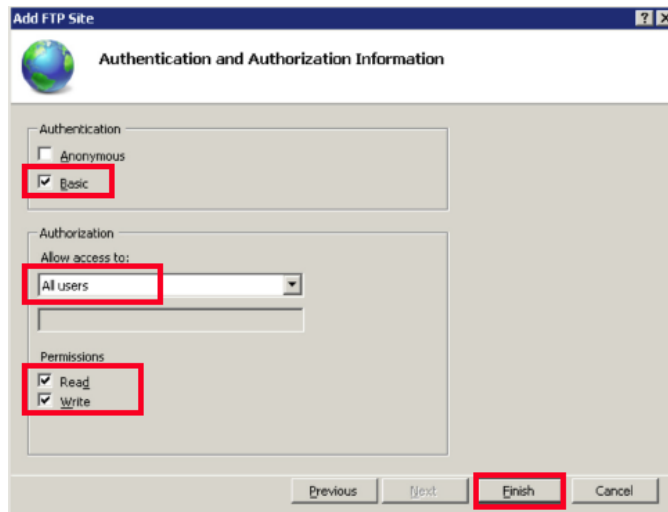 Add FTP Site
Authentication and Authorization Information
Authentication
Anonymous
Basic
Authorization
Allow access to:
All users
Permissions
Read
Write
Previous Next Finish Cancel